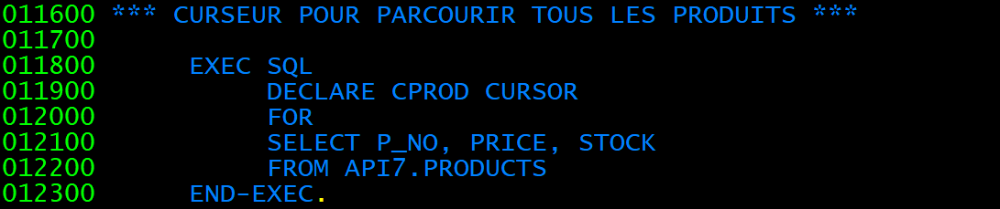 011600 *** CURSEUR POUR PARCOURIR TOUS LES PRODUITS ***
011700
011800      EXEC SQL
011900           DECLARE CPROD CURSOR
012000           FOR
012100           SELECT P_NO, PRICE, STOCK
012200           FROM API7.PRODUCTS
012300      END-EXEC.